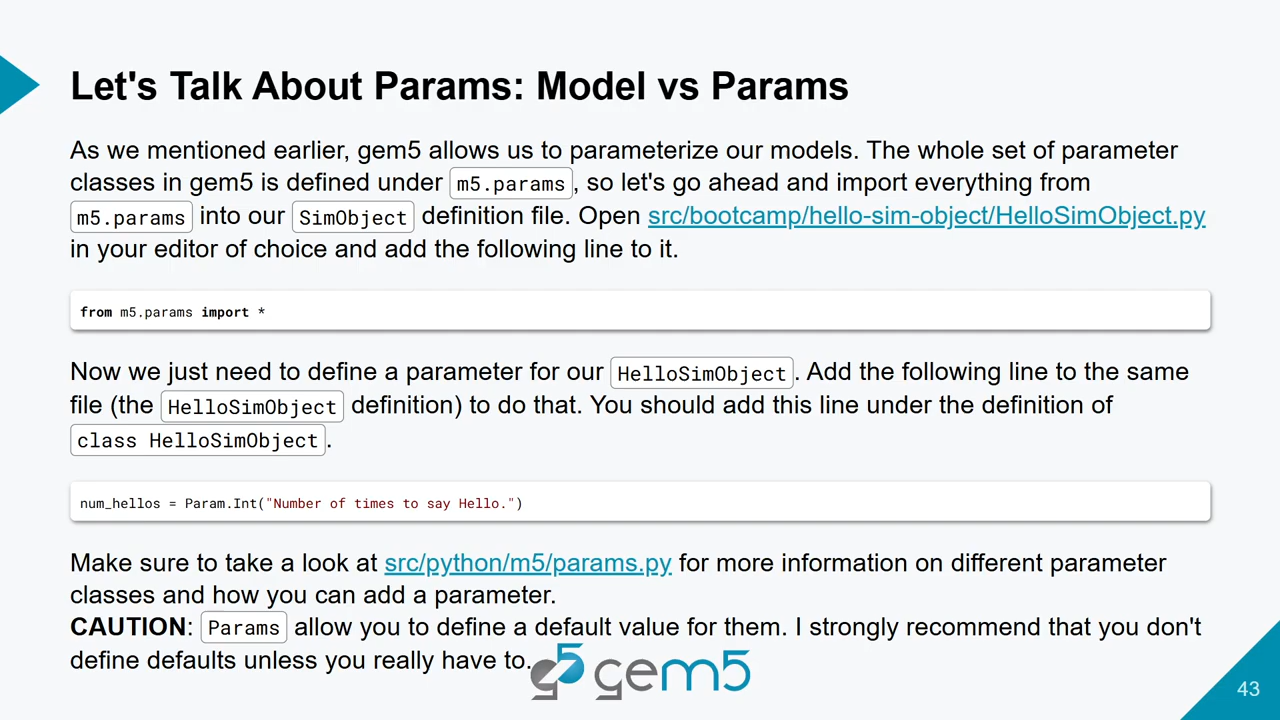 Let's Talk About Params: Model vs Params
As we mentioned earlier, gem5 allows us to parameterize our models. The whole set of parameter
classes in gem5 is defined under m5.params, so let's go ahead and import everything from
m5.params into our SimObject definition file. Open src/bootcamp/hello-sim-object/HelloSimObject.py
in your editor of choice and add the following line to it.
from m5.params import *
Now we just need to define a parameter for our HelloSimObject. Add the following line to the same
file (the HelloSimObject definition) to do that. You should add this line under the definition of
class HelloSimObject.
num_hellos = Param.Int("Number of times to say Hello.")
Make sure to take a look at src/python/m5/params.py for more information on different parameter
classes and how you can add a parameter.
CAUTION: Params allow you to define a default value for them. I strongly recommend that you don't
define defaults unless you really have to.
g5 gem5
43